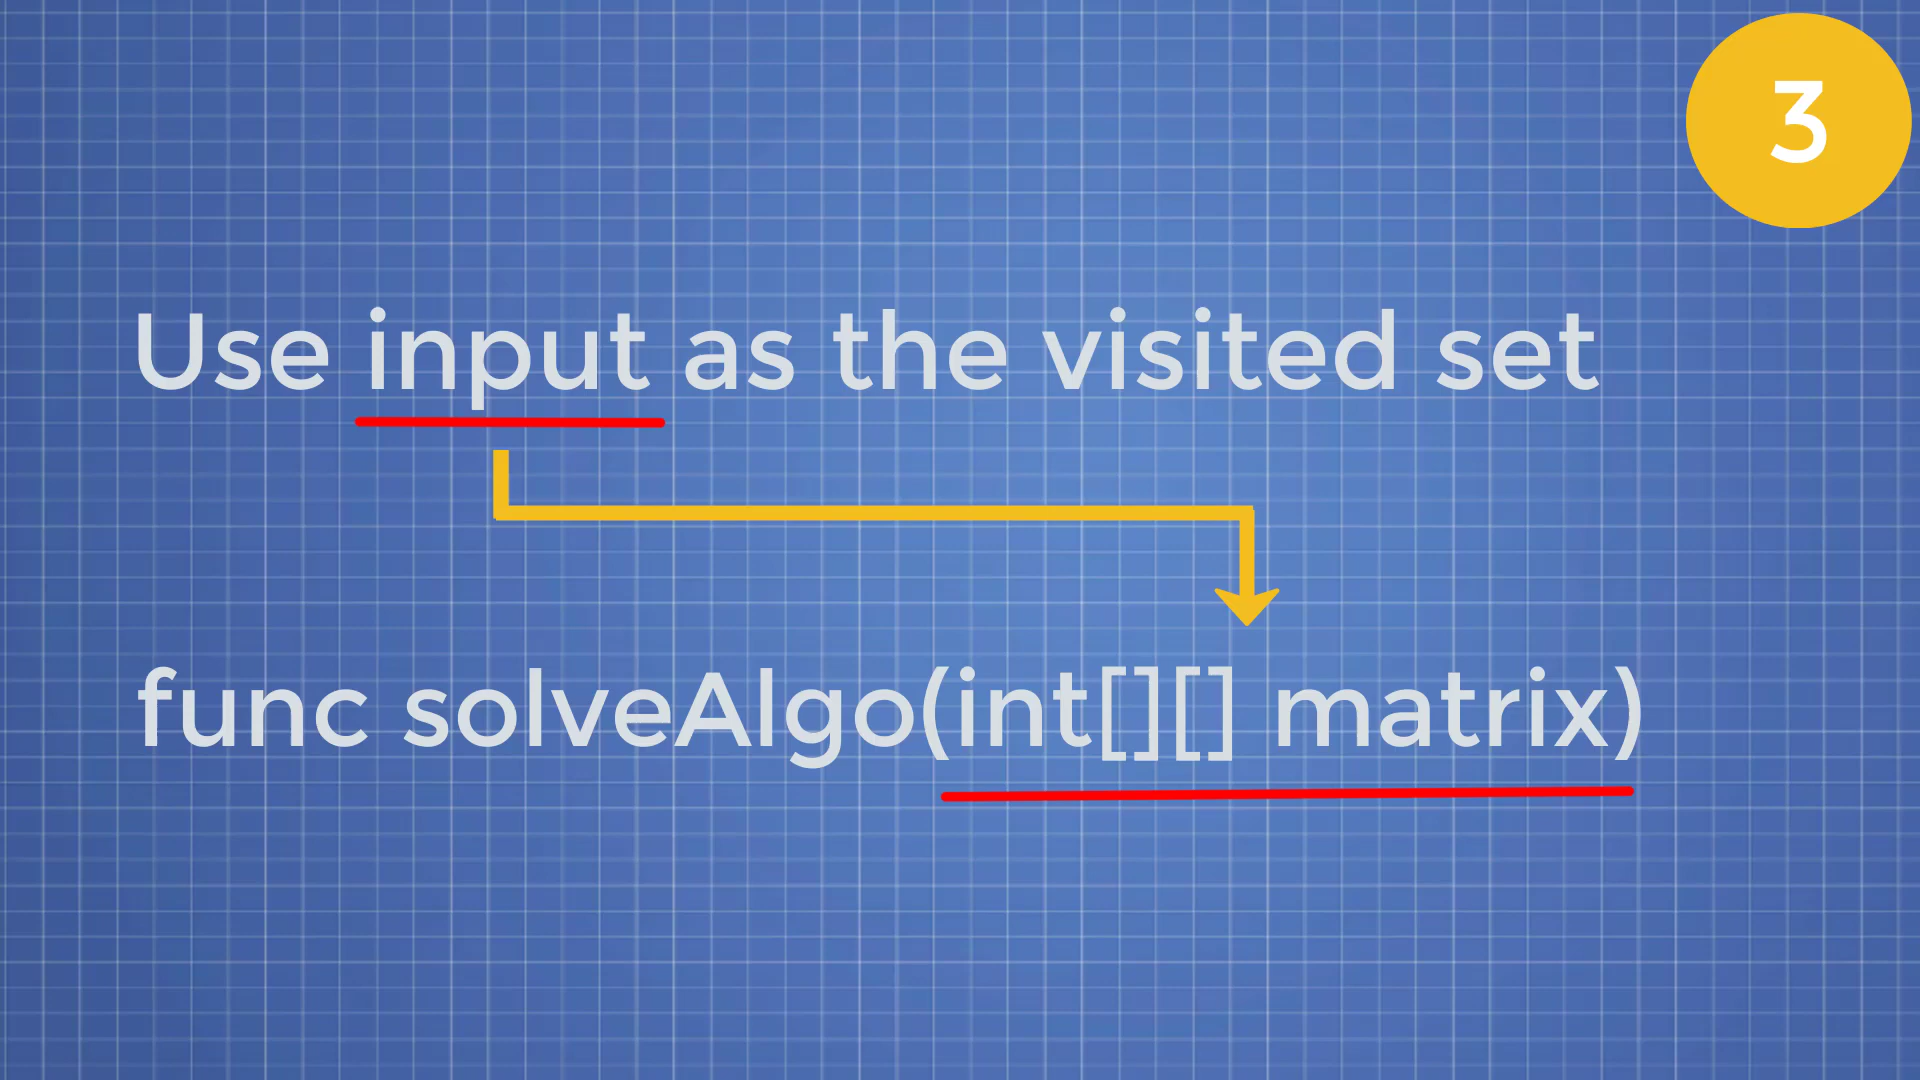 3
Use input as the visited set
func solveAlgo(int[][] matrix)